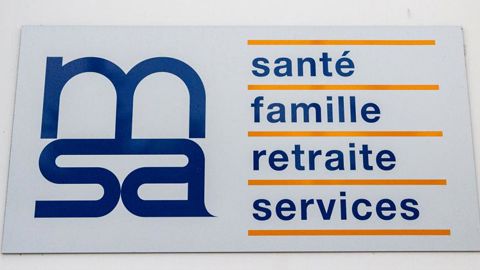 msa
santé
famille
retraite
services